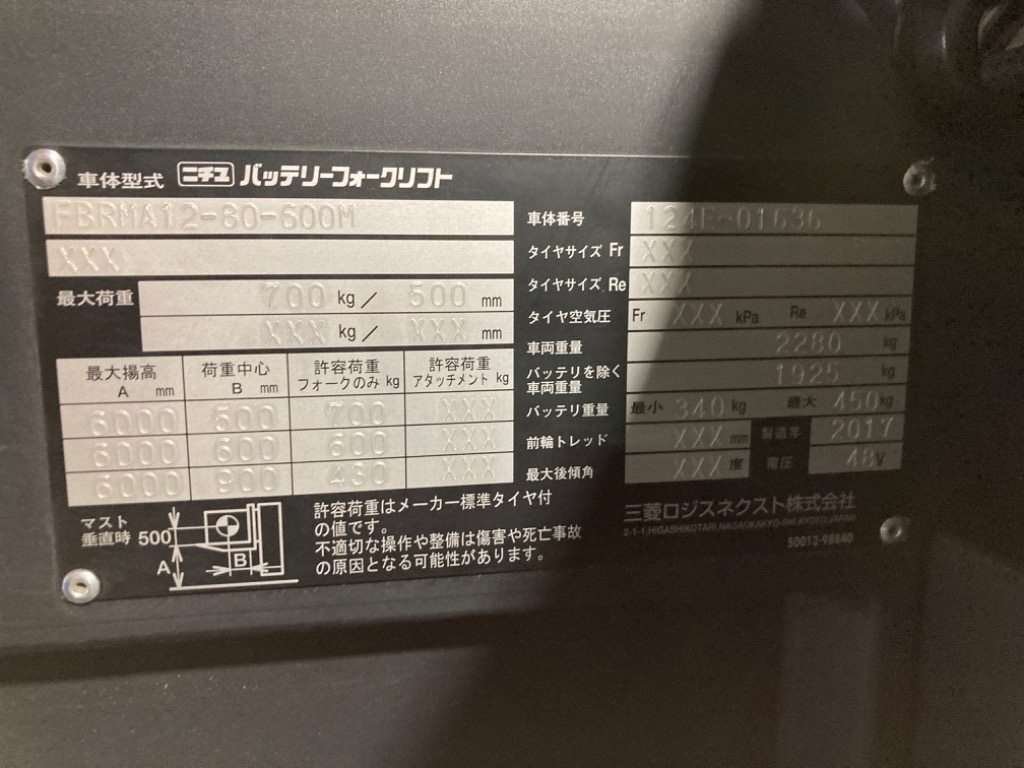 車体型式 ニチユ バッテリーフォークリフト
FBRMA12-80-600M
XXX
最大荷重 700 kg / 500 mm
XXX kg / XXX mm
最大揚高 A mm 荷重中心 B mm 許容荷重 フォークのみ kg 許容荷重 アタッチメント kg
6000 500 700 XXX
6000 600 600 XXX
6000 900 430 XXX
マスト
垂直時 500
A
B
許容荷重はメーカー標準タイヤ付
の値です。
不適切な操作や整備は傷害や死亡事故
の原因となる可能性があります。
車体番号 124F-01636
タイヤサイズ Fr XXX
タイヤサイズ Re XXX
タイヤ空気圧 Fr XXX kPa Re XXX kPa
車両重量 2280 kg
バッテリを除く
車両重量 1925 kg
バッテリ重量 最小 340 kg 最大 450 kg
前輪トレッド XXX mm 製造年 2017
最大後傾角 XXX 度 電圧 48 V
三菱ロジスネクスト株式会社
2-1-1,HIGASHIKOTARI,NAGAOKAKYO-SHI,KYOTO,JAPAN
50012-98840